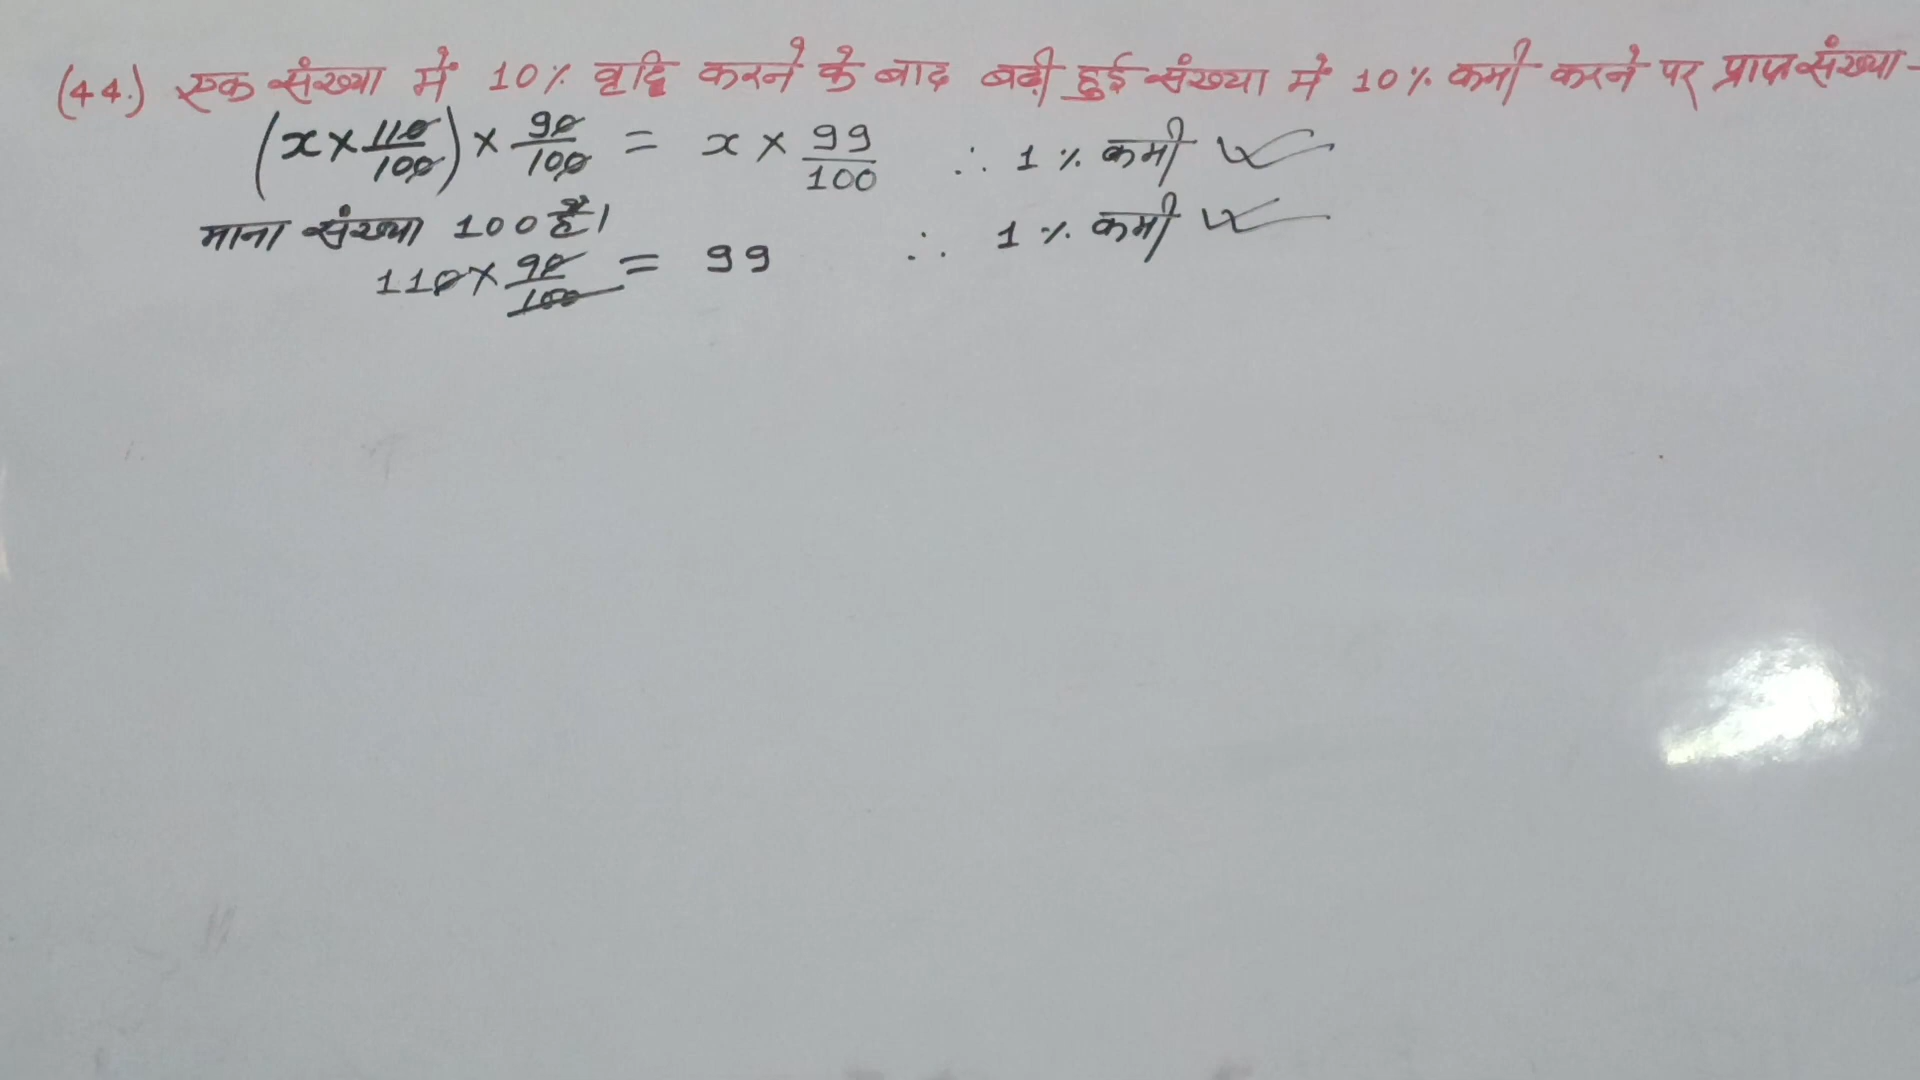 (44.) एक संख्या में 10% वृद्धि करने के बाद बढ़ी हुई संख्या में 10% कमी करने पर प्राप्त संख्या -
(x × 110/100) × 90/100 = x × 99/100 ∴ 1% कमी ✓
माना संख्या 100 है।
110 × 90/100 = 99 ∴ 1% कमी ✓